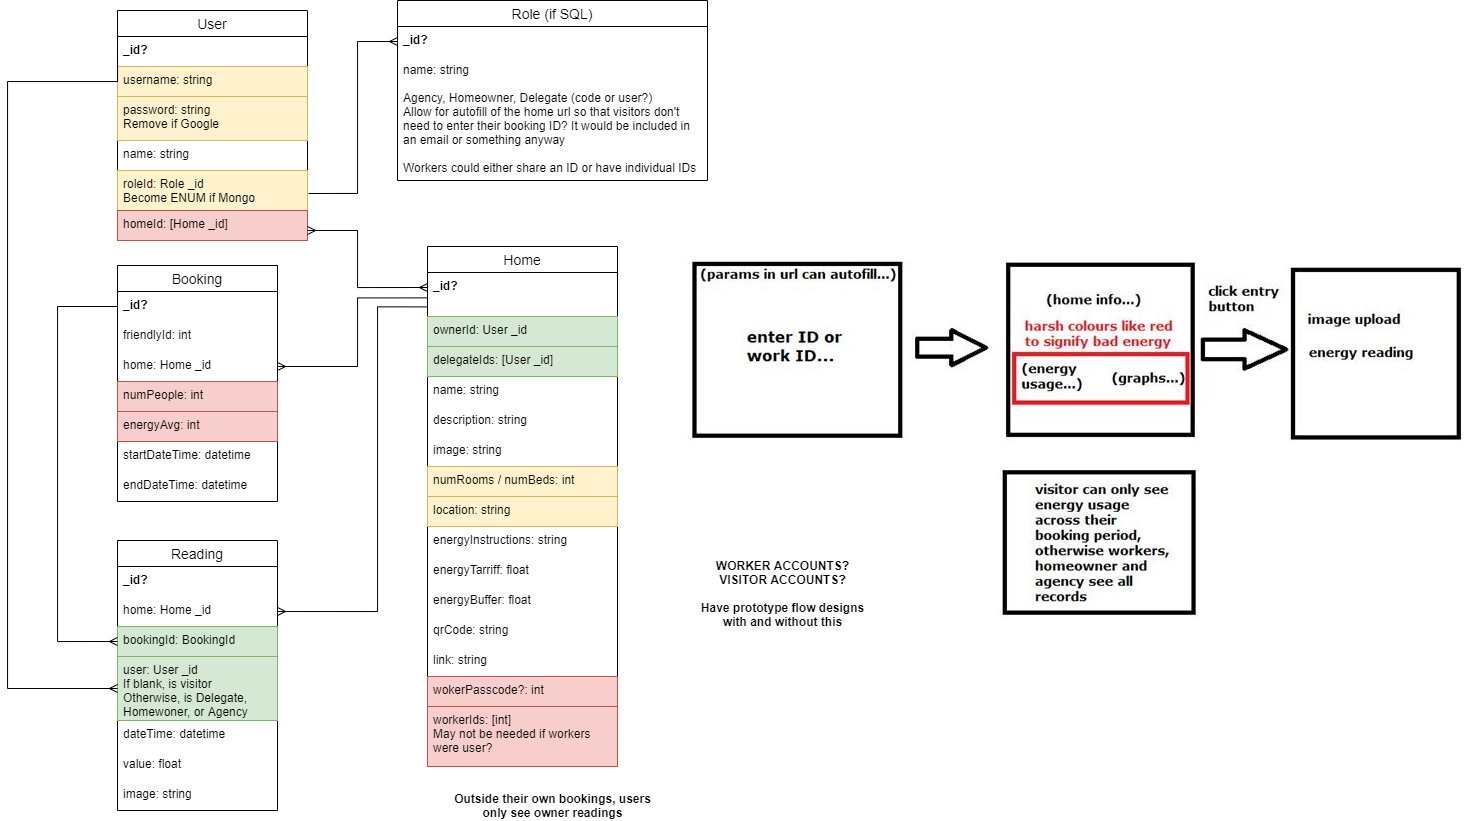 User
_id?
username: string
password: string
Remove if Google
name: string
roleId: Role _id
Become ENUM if Mongo
homeId: [Home _id]
Role (if SQL)
_id?
name: string
Agency, Homeowner, Delegate (code or user?)
Allow for autofill of the home url so that visitors don't
need to enter their booking ID? It would be included in
an email or something anyway
Workers could either share an ID or have individual IDs
Booking
_id?
friendlyId: int
home: Home _id
numPeople: int
energyAvg: int
startDateTime: datetime
endDateTime: datetime
Reading
_id?
home: Home _id
bookingId: BookingId
user: User _id
If blank, is visitor
Otherwise, is Delegate,
Homewoner, or Agency
dateTime: datetime
value: float
image: string
Home
_id?
ownerId: User _id
delegateIds: [User _id]
name: string
description: string
image: string
numRooms / numBeds: int
location: string
energyInstructions: string
energyTarriff: float
energyBuffer: float
qrCode: string
link: string
wokerPasscode?: int
workerIds: [int]
May not be needed if workers
were user?
Outside their own bookings, users
only see owner readings
(params in url can autofill...)
enter ID or
work ID...
(home info...)
harsh colours like red
to signify bad energy
(energy
usage...)
(graphs...)
click entry
button
image upload
energy reading
visitor can only see
energy usage
across their
booking period,
otherwise workers,
homeowner and
agency see all
records
WORKER ACCOUNTS?
VISITOR ACCOUNTS?
Have prototype flow designs
with and without this